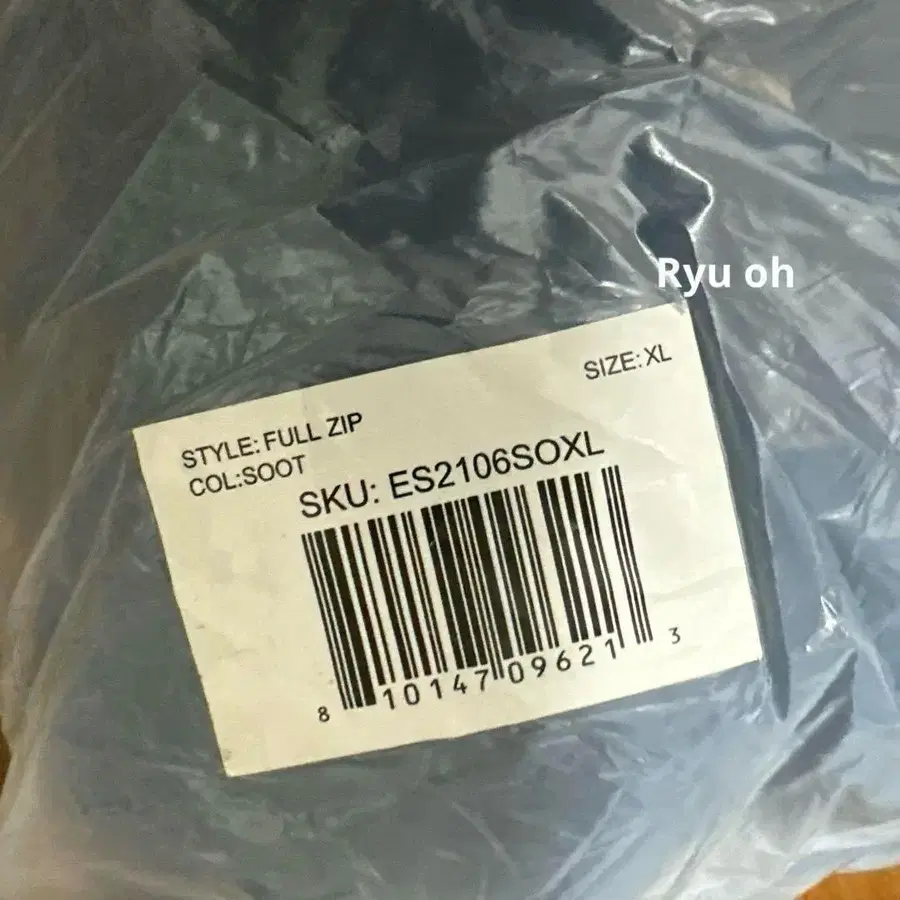 Ryu oh
SIZE: XL
STYLE: FULL ZIP
COL:SOOT
SKU: ES2106SOXL
8 10147 09621 3